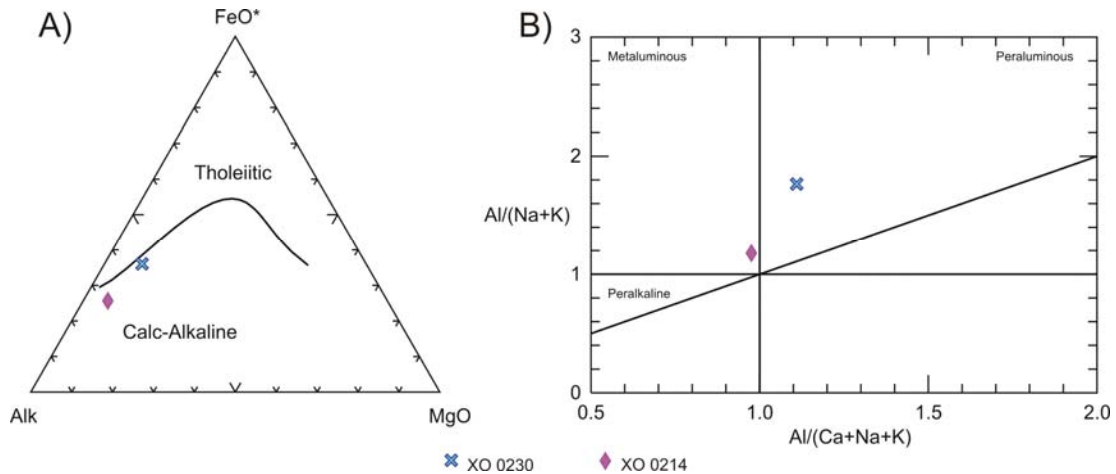 A)
FeO*
Tholeiitic
Calc-Alkaline
Alk
MgO
B)
3
Metaluminous
Peraluminous
2
Al/(Na+K)
1
Peralkaline
0
0.5
1.0
1.5
2.0
Al/(Ca+Na+K)
XO 0230
XO 0214